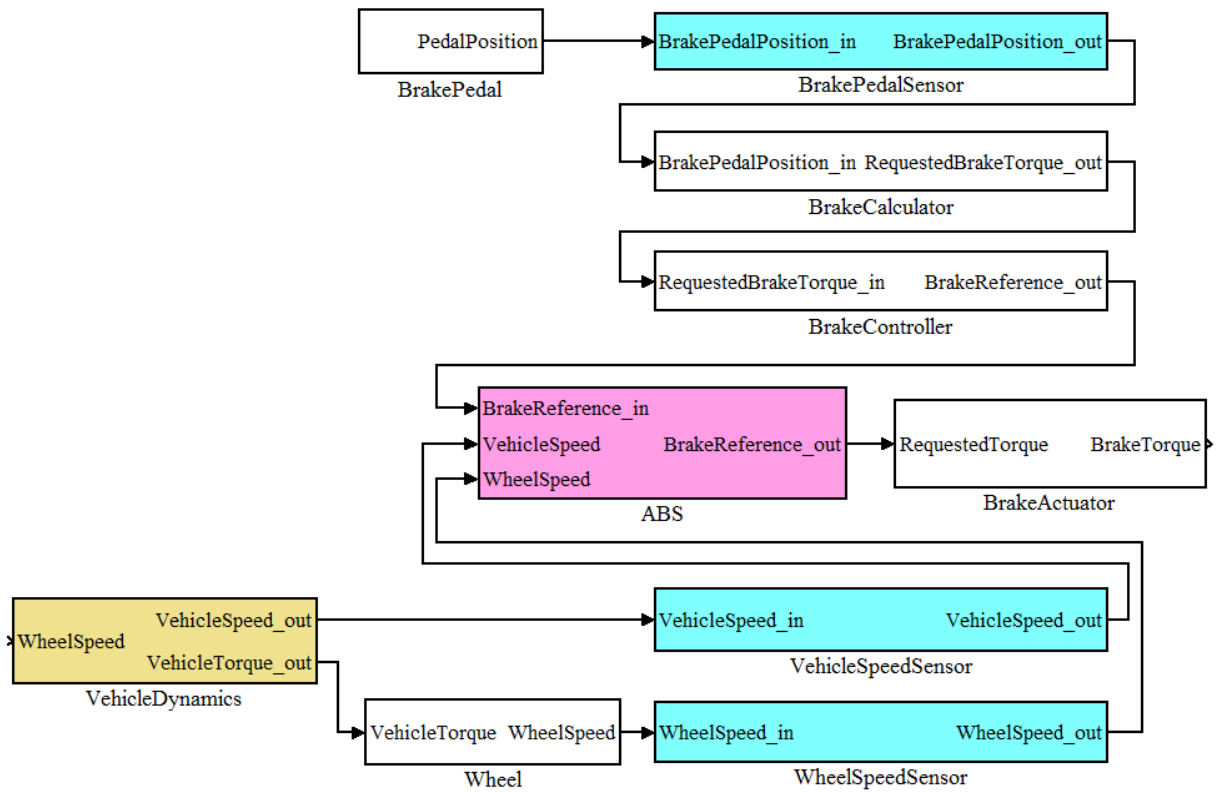 PedalPosition
BrakePedal
BrakePedalPosition_in BrakePedalPosition_out
BrakePedalSensor
BrakePedalPosition_in RequestedBrakeTorque_out
BrakeCalculator
RequestedBrakeTorque_in BrakeReference_out
BrakeController
BrakeReference_in
VehicleSpeed
WheelSpeed
BrakeReference_out
ABS
RequestedTorque BrakeTorque
BrakeActuator
WheelSpeed
VehicleSpeed_out
VehicleTorque_out
VehicleDynamics
VehicleSpeed_in VehicleSpeed_out
VehicleSpeedSensor
VehicleTorque WheelSpeed
Wheel
WheelSpeed_in WheelSpeed_out
WheelSpeedSensor